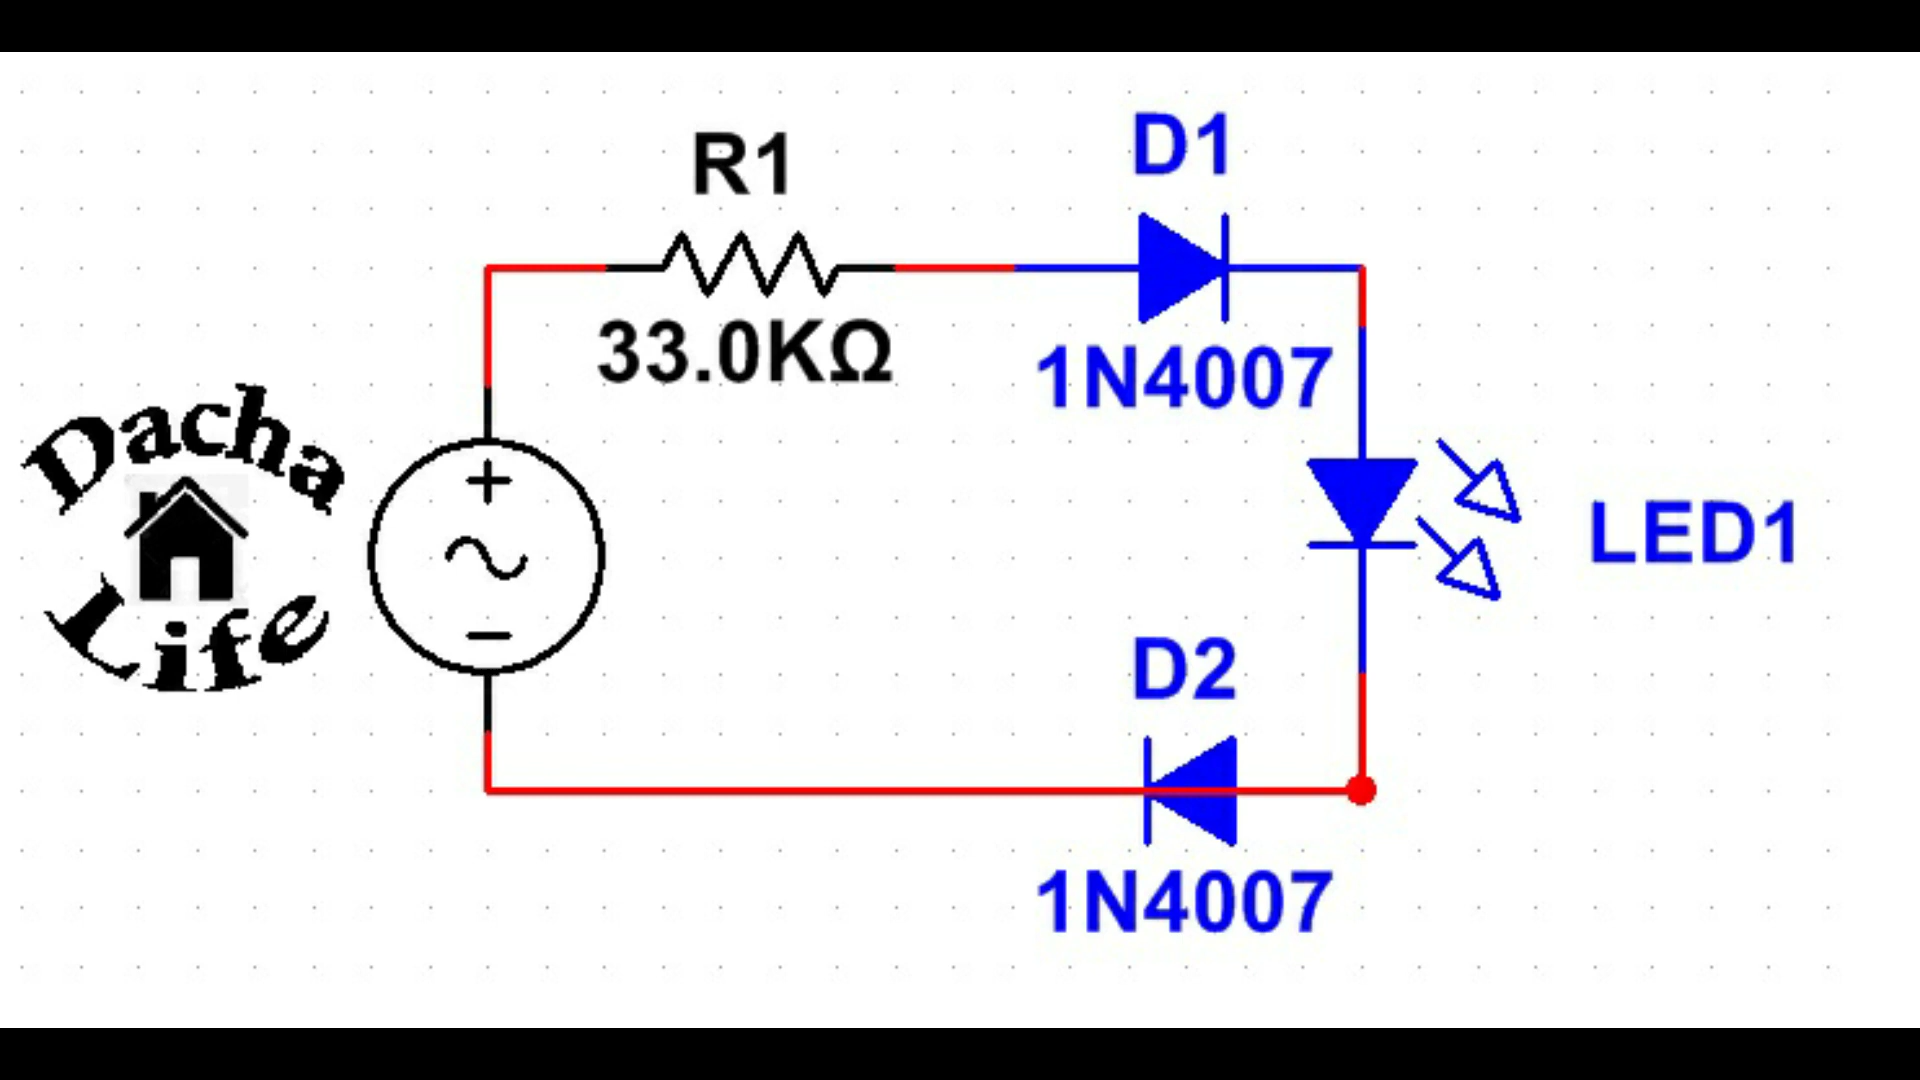 R1
33.0KΩ
D1
1N4007
Dacha
Life
LED1
D2
1N4007